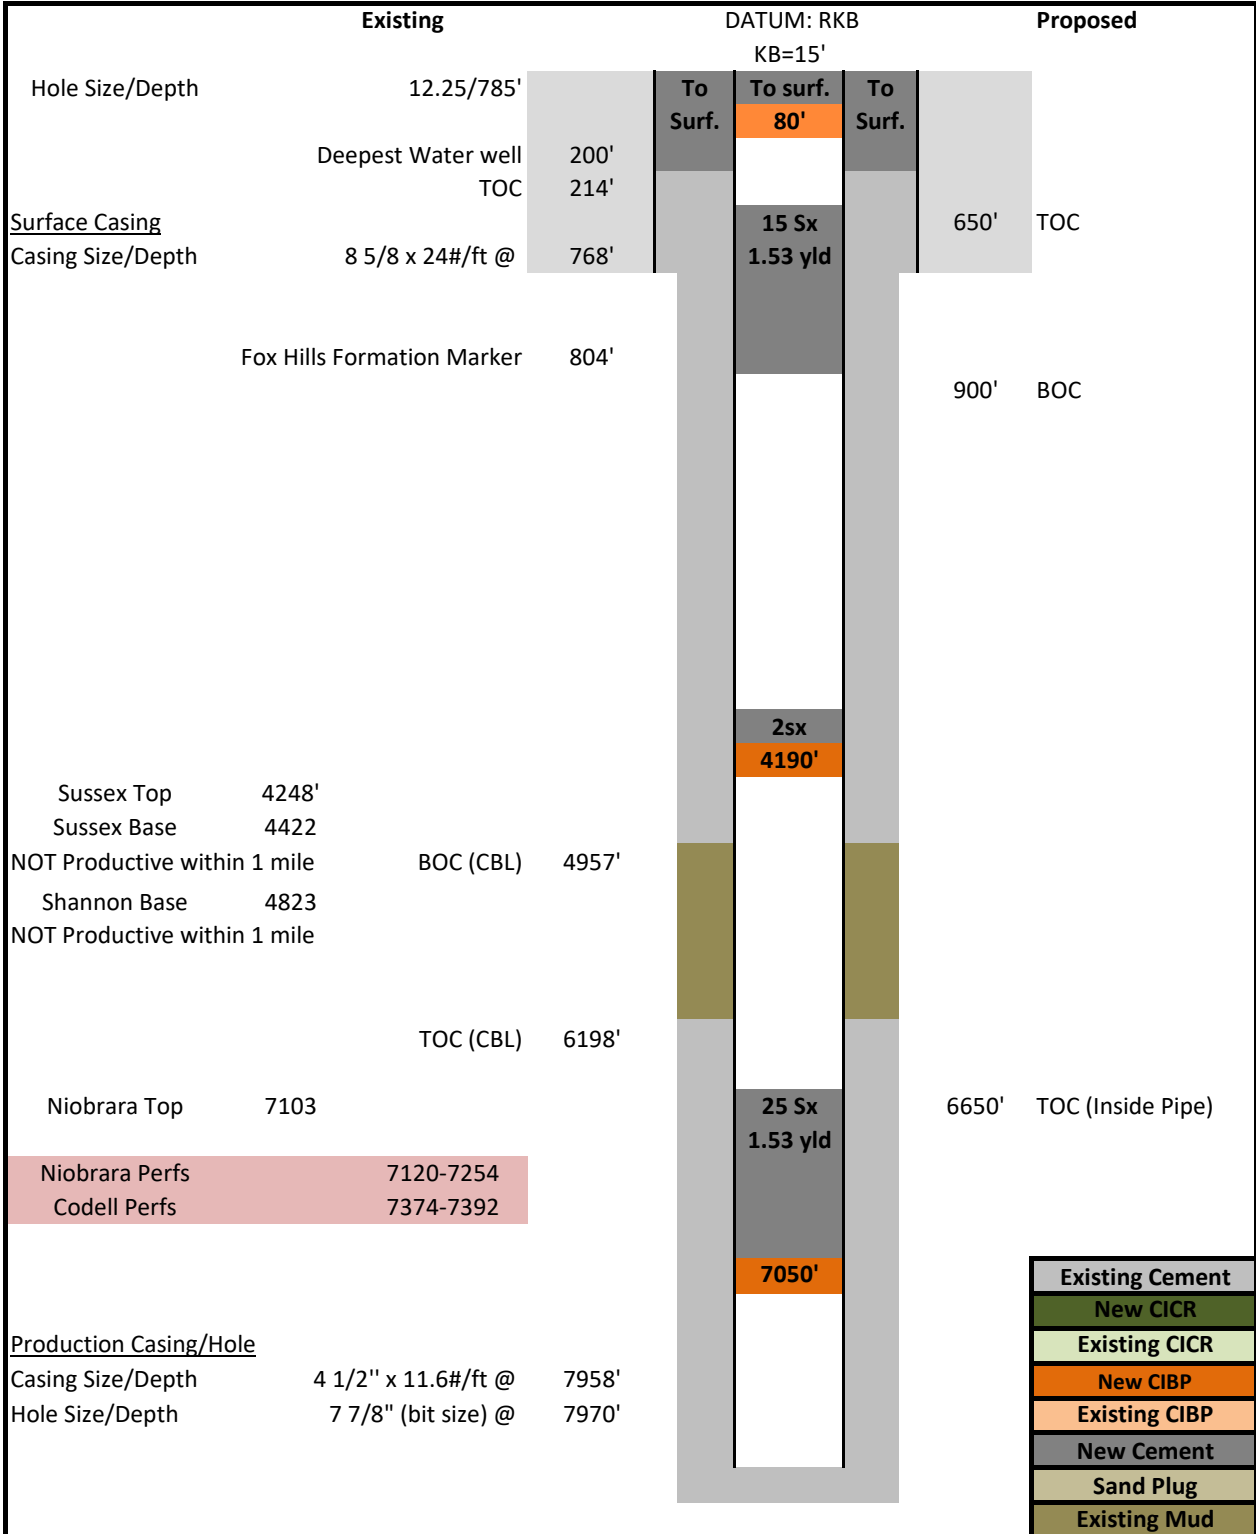 Existing DATUM: RKB Proposed
KB=15'
Hole Size/Depth 12.25/785' To To surf. To
Surf. 80' Surf.
Deepest Water well 200'
TOC 214'
Surface Casing 15 Sx 650' TOC
Casing Size/Depth 8 5/8 x 24#/ft @ 768' 1.53 yld
Fox Hills Formation Marker 804'
900' BOC
2sx
4190'
Sussex Top 4248'
Sussex Base 4422
NOT Productive within 1 mile BOC (CBL) 4957'
Shannon Base 4823
NOT Productive within 1 mile
TOC (CBL) 6198'
Niobrara Top 7103 25 Sx 6650' TOC (Inside Pipe)
1.53 yld
Niobrara Perfs 7120-7254
Codell Perfs 7374-7392
7050' Existing Cement
New CICR
Production Casing/Hole Existing CICR
Casing Size/Depth 4 1/2'' x 11.6#/ft @ 7958' New CIBP
Hole Size/Depth 7 7/8" (bit size) @ 7970' Existing CIBP
New Cement
Sand Plug
Existing Mud